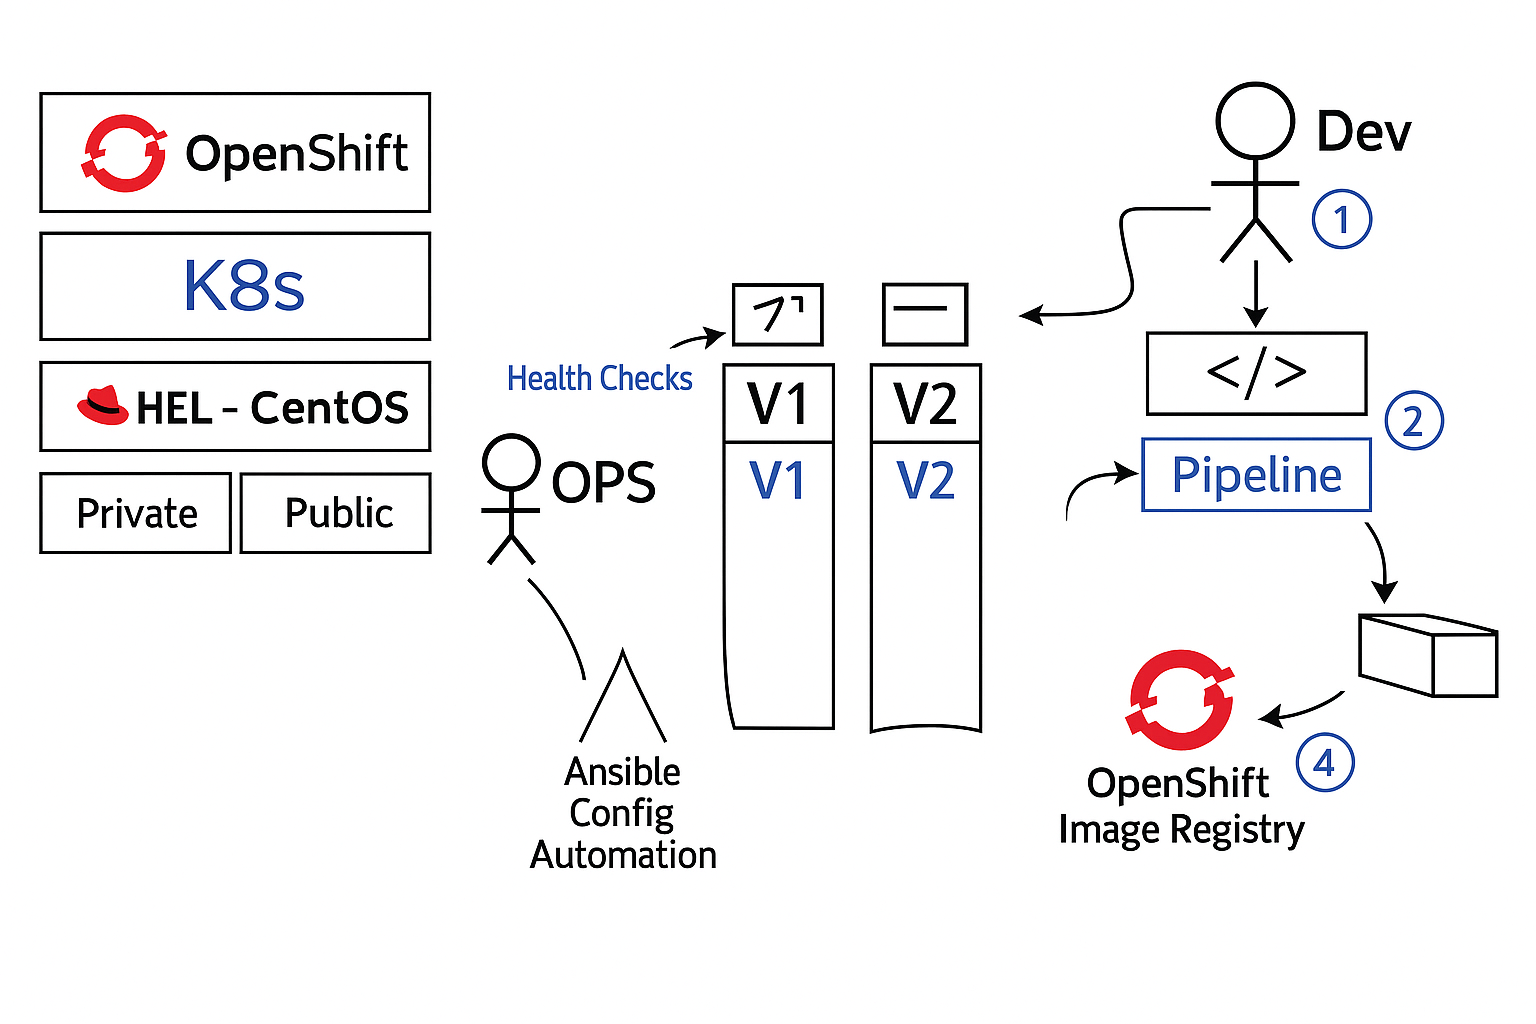 OpenShift
K8s
HEL - CentOS
Private
Public
Health Checks
OPS
Ansible
Config
Automation
V1
V1
V2
V2
Dev
1
</>
2
Pipeline
4
OpenShift
Image Registry